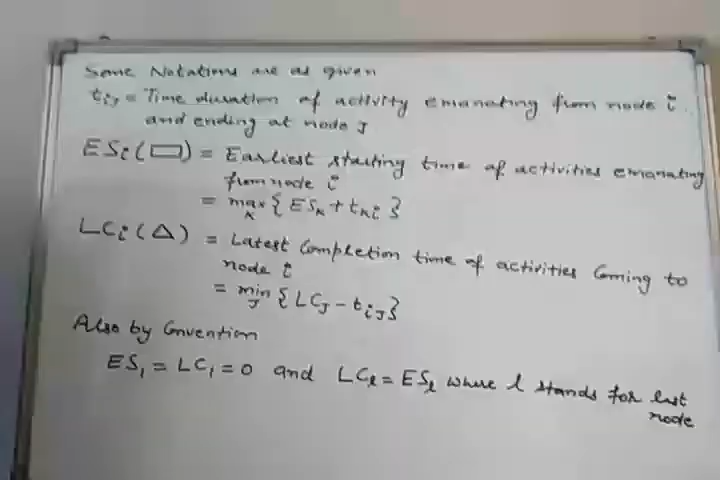 Some Notations are as given
tij = Time duration of activity emanating from node i
and ending at node J
ESi (▭) = Earliest starting time of activities emanating
from node i
= max_K { ESK + tKi }
LCi (△) = Latest Completion time of activities Coming to
node i
= min_J { LCJ - tiJ }
Also by Convention
ES1 = LC1 = 0 and LCl = ESl where l stands for last
node